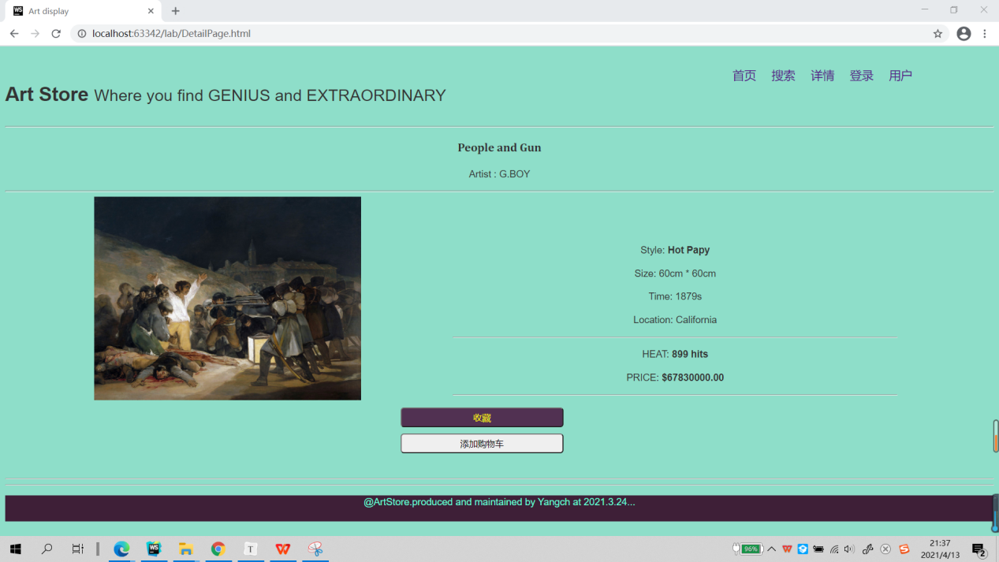 Art display
localhost:63342/lab/DetailPage.html
首页 搜索 详情 登录 用户
Art Store Where you find GENIUS and EXTRAORDINARY
People and Gun
Artist : G.BOY
Style: Hot Papy
Size: 60cm * 60cm
Time: 1879s
Location: California
HEAT: 899 hits
PRICE: $67830000.00
收藏
添加购物车
@ArtStore.produced and maintained by Yangch at 2021.3.24...
96%
21:37
2021/4/13
2